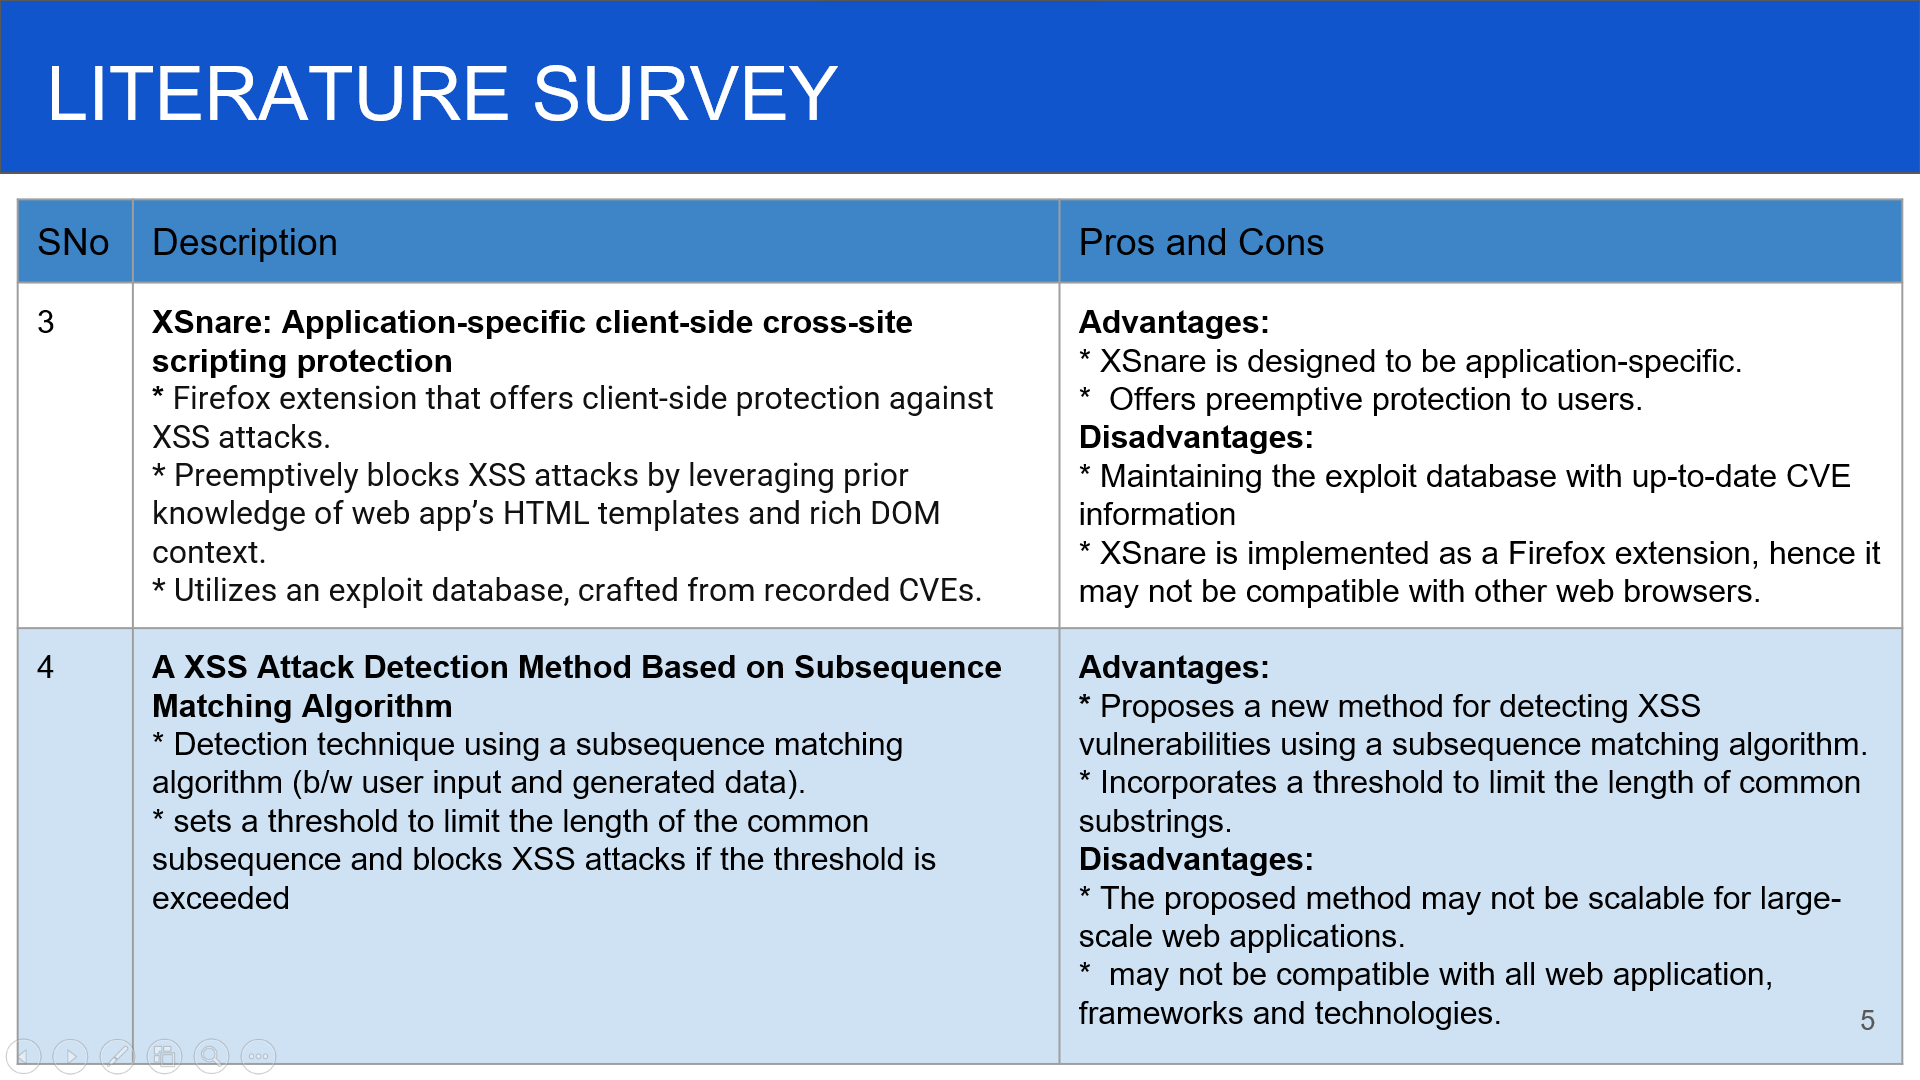 LITERATURE SURVEY
SNo
Description
Pros and Cons
3
XSnare: Application-specific client-side cross-site
scripting protection
* Firefox extension that offers client-side protection against
XSS attacks.
* Preemptively blocks XSS attacks by leveraging prior
knowledge of web app’s HTML templates and rich DOM
context.
* Utilizes an exploit database, crafted from recorded CVEs.
Advantages:
* XSnare is designed to be application-specific.
*  Offers preemptive protection to users.
Disadvantages:
* Maintaining the exploit database with up-to-date CVE
information
* XSnare is implemented as a Firefox extension, hence it
may not be compatible with other web browsers.
4
A XSS Attack Detection Method Based on Subsequence
Matching Algorithm
* Detection technique using a subsequence matching
algorithm (b/w user input and generated data).
* sets a threshold to limit the length of the common
subsequence and blocks XSS attacks if the threshold is
exceeded
Advantages:
* Proposes a new method for detecting XSS
vulnerabilities using a subsequence matching algorithm.
* Incorporates a threshold to limit the length of common
substrings.
Disadvantages:
* The proposed method may not be scalable for large-
scale web applications.
*  may not be compatible with all web application,
frameworks and technologies.
5